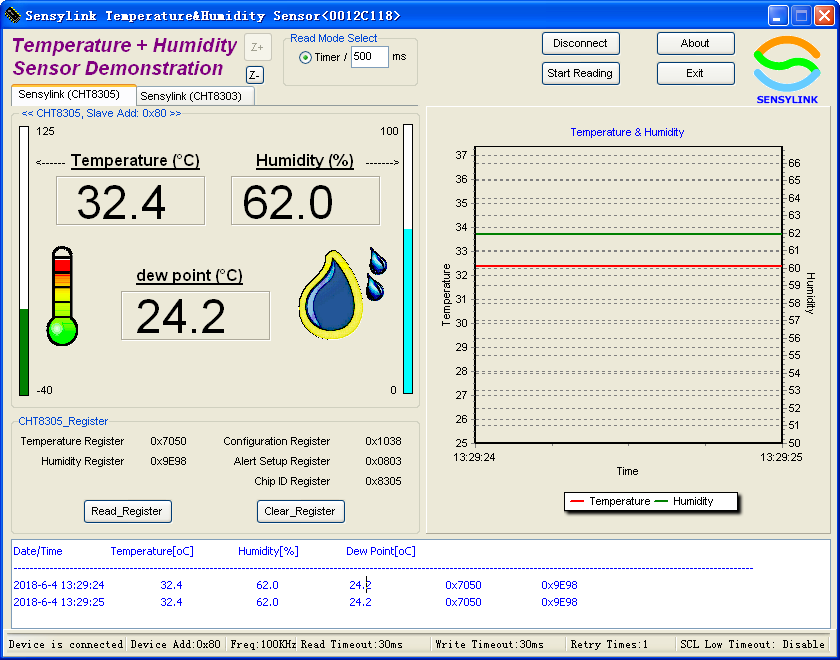 Sensylink Temperature&Humidity Sensor<0012C118>
Temperature + Humidity
Sensor Demonstration
Z+
Z-
Read Mode Select
Timer / 500 ms
Disconnect
About
Start Reading
Exit
SENSYLINK
Sensylink (CHT8305)
Sensylink (CHT8303)
<< CHT8305, Slave Add: 0x80 >>
125
100
<------ Temperature (°C)
Humidity (%) ------>
32.4
62.0
dew point (°C)
24.2
-40
0
CHT8305_Register
Temperature Register 0x7050 Configuration Register 0x1038
Humidity Register 0x9E98 Alert Setup Register 0x0803
Chip ID Register 0x8305
Read_Register
Clear_Register
Temperature & Humidity
37
36
35
34
33
32
31
30
29
28
27
26
25
Temperature
66
65
64
63
62
61
60
59
58
57
56
55
54
53
52
51
50
Humidity
13:29:24
13:29:25
Time
Temperature Humidity
Date/Time Temperature[oC] Humidity[%] Dew Point[oC]
2018-6-4 13:29:24 32.4 62.0 24.2 0x7050 0x9E98
2018-6-4 13:29:25 32.4 62.0 24.2 0x7050 0x9E98
Device is connected Device Add:0x80 Freq:100KHz Read Timeout:30ms Write Timeout:30ms Retry Times:1 SCL Low Timeout: Disable